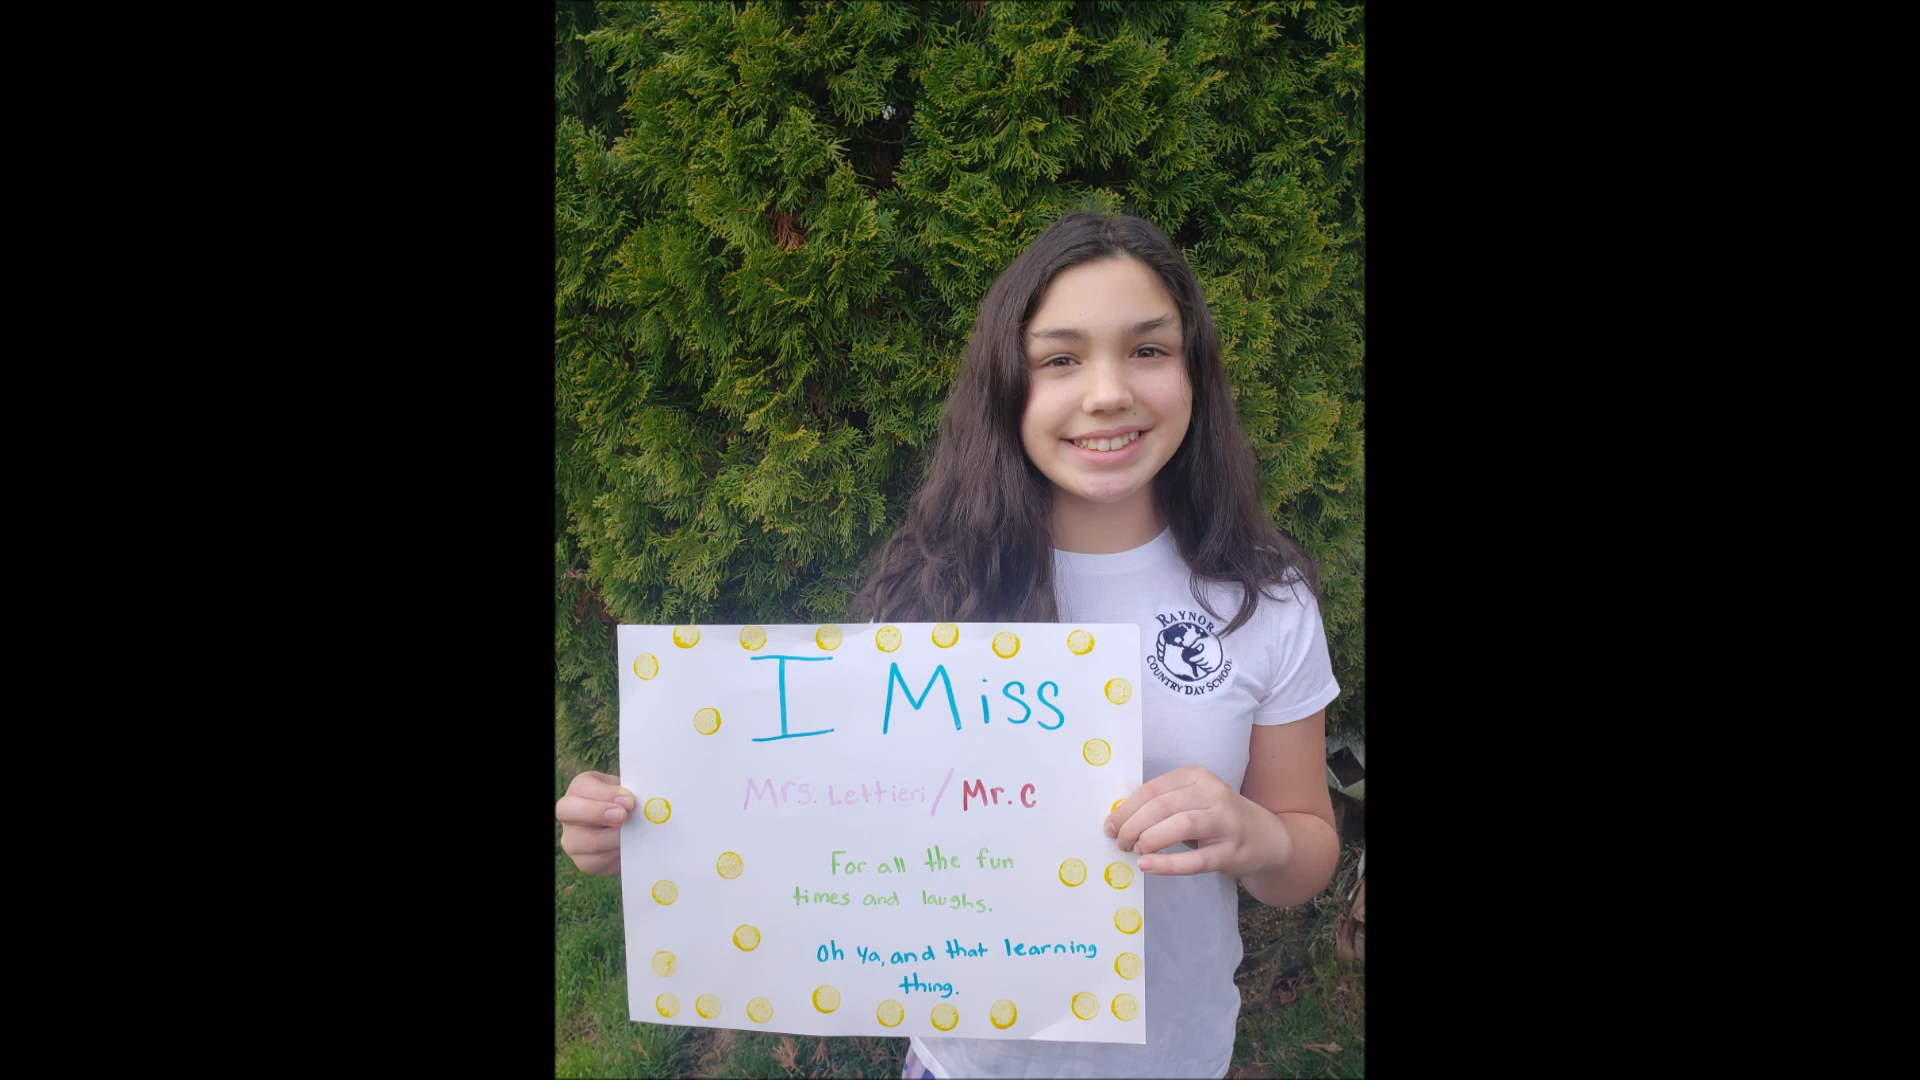 I Miss
Mrs. Lettieri/Mr. C
For all the fun
times and laughs.
Oh Ya, and that learning
thing.
RAYNOR
COUNTRY DAY SCHOOL